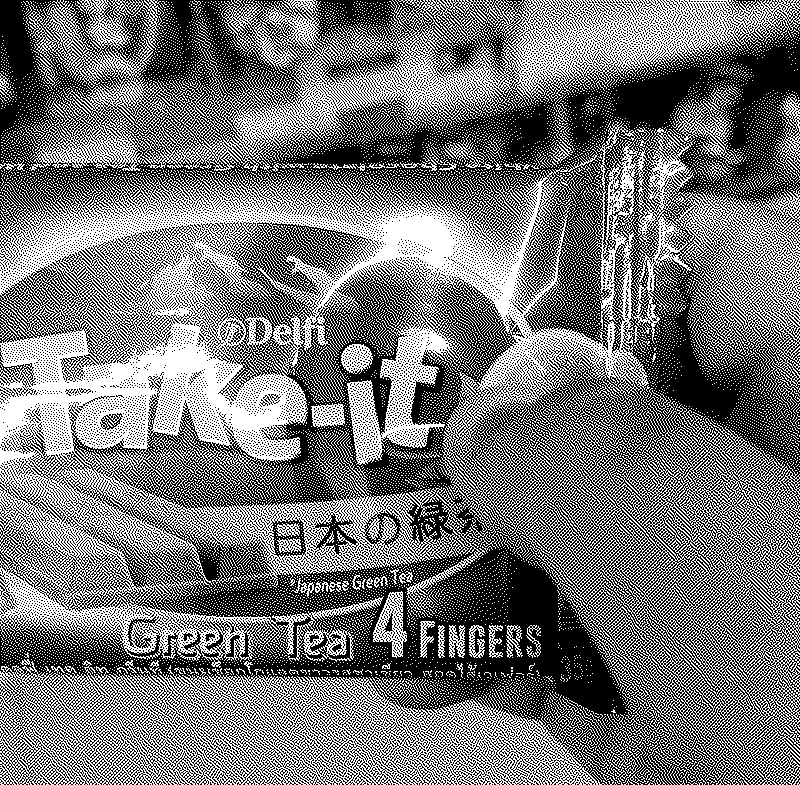 Delfi
Take-it
日本の緑
Japanese Green Tea
Green Tea 4 FINGERS